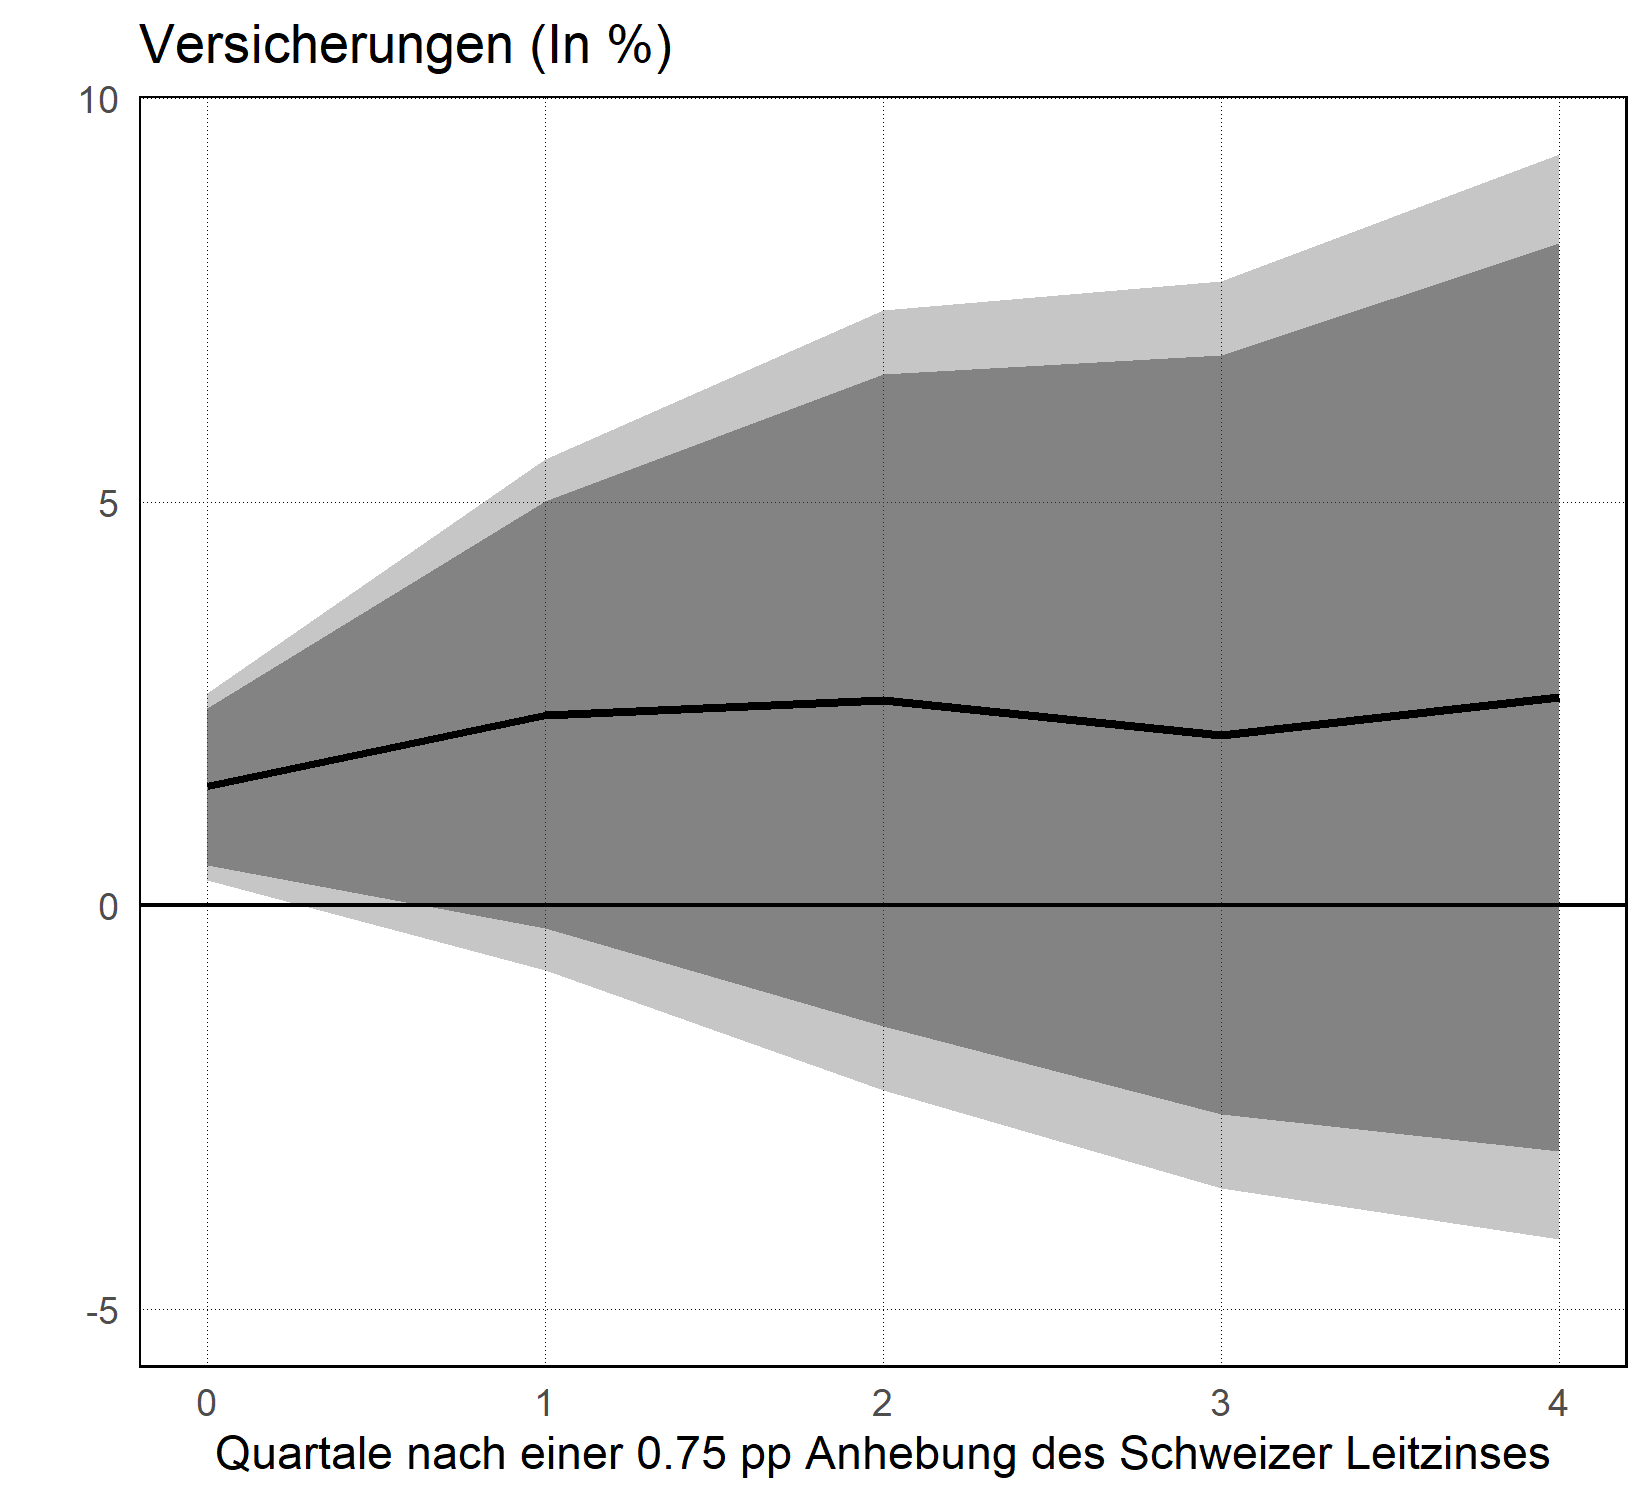 Versicherungen (In %)
10
5
0
-5
0 1 2 3 4
Quartale nach einer 0.75 pp Anhebung des Schweizer Leitzinses